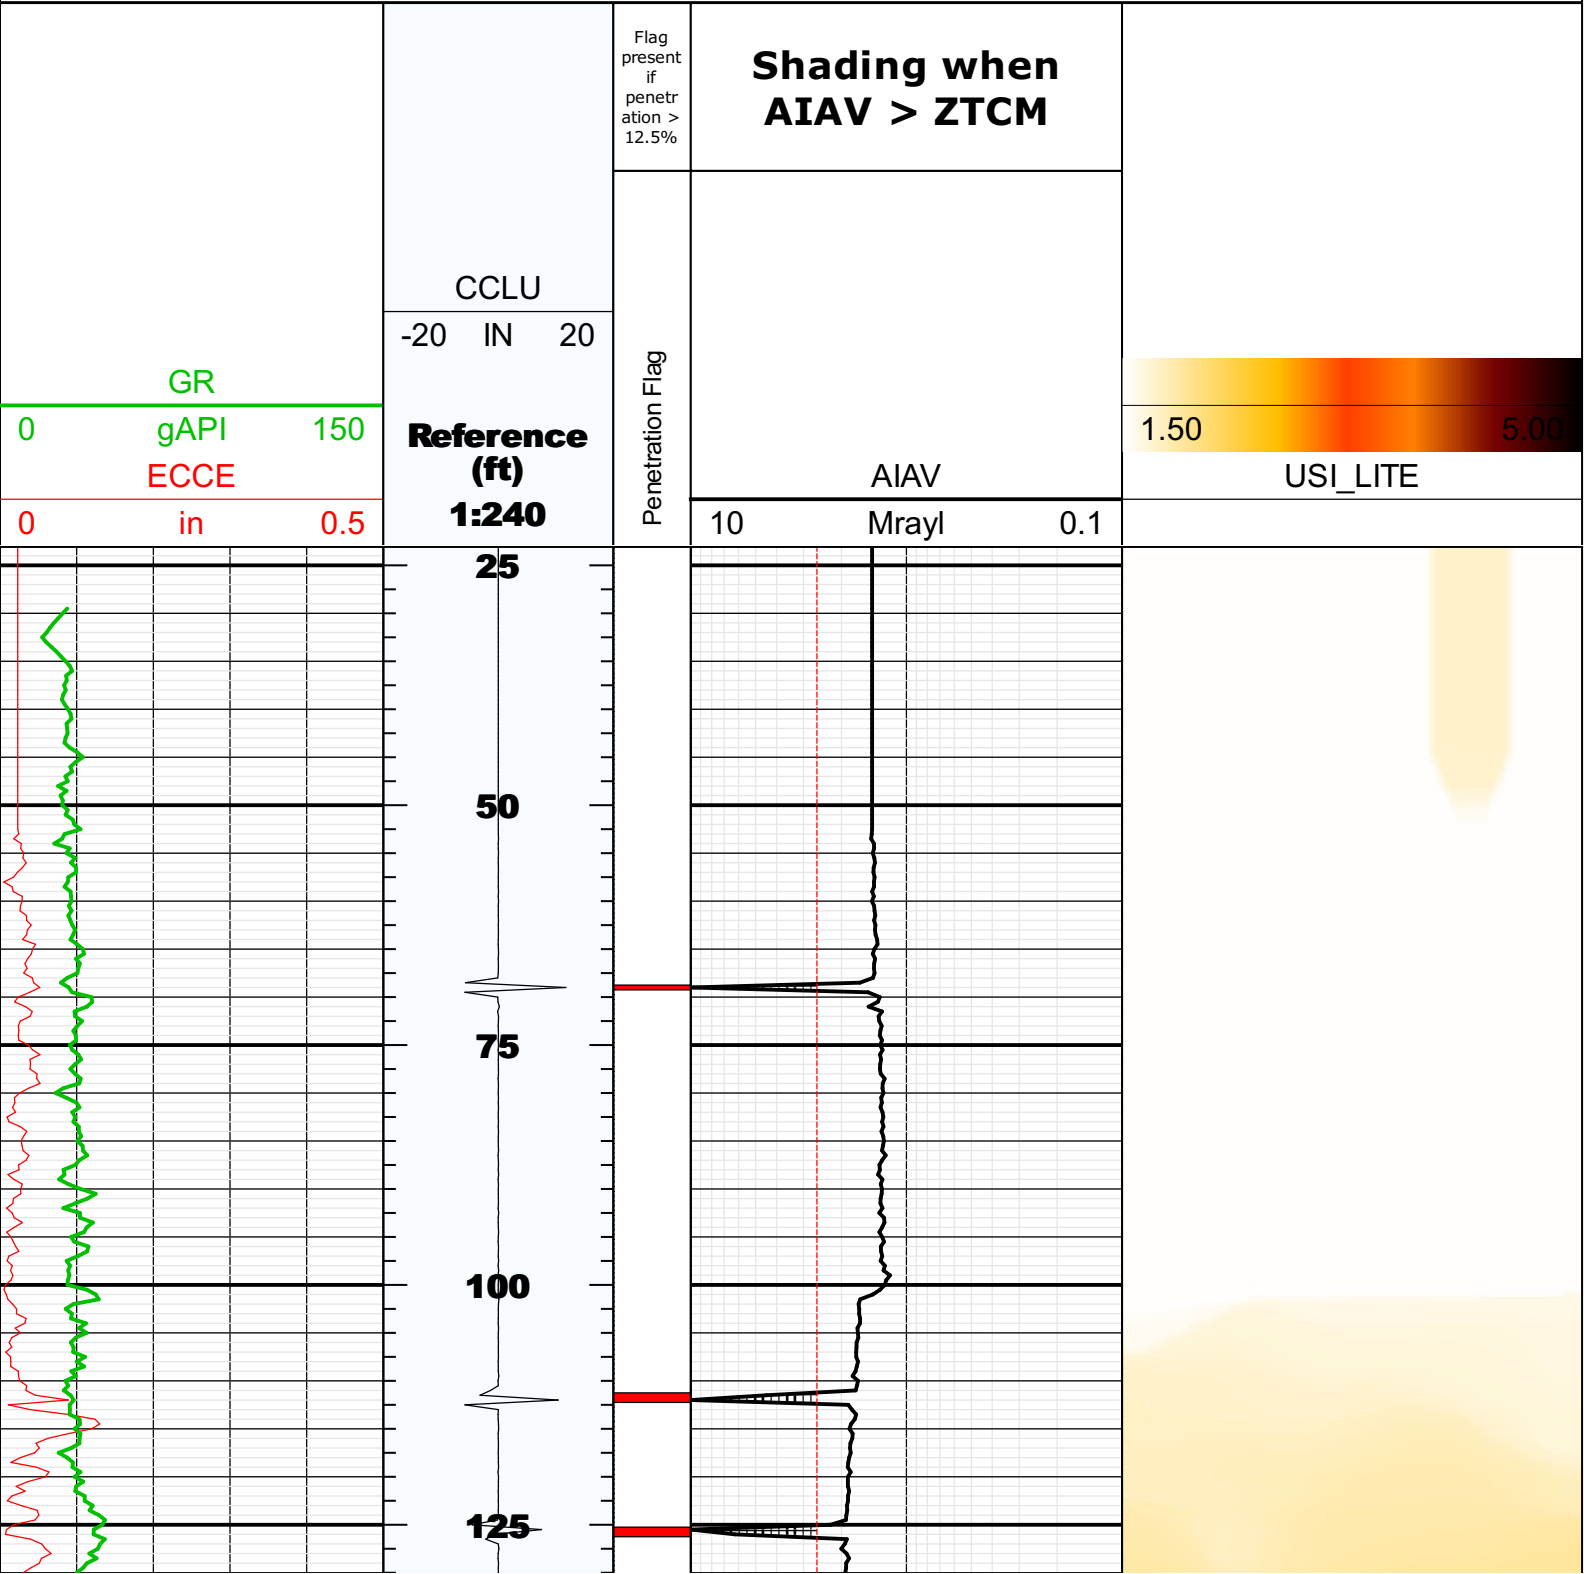 Flag
present
if
penetr
ation >
12.5%
Shading when
AIAV > ZTCM
CCLU
-20 IN 20
GR
0 gAPI 150
ECCE
0 in 0.5
Reference
(ft)
1:240
Penetration Flag
AIAV
10 Mrayl 0.1
1.50 5.00
USI_LITE
25
50
75
100
125